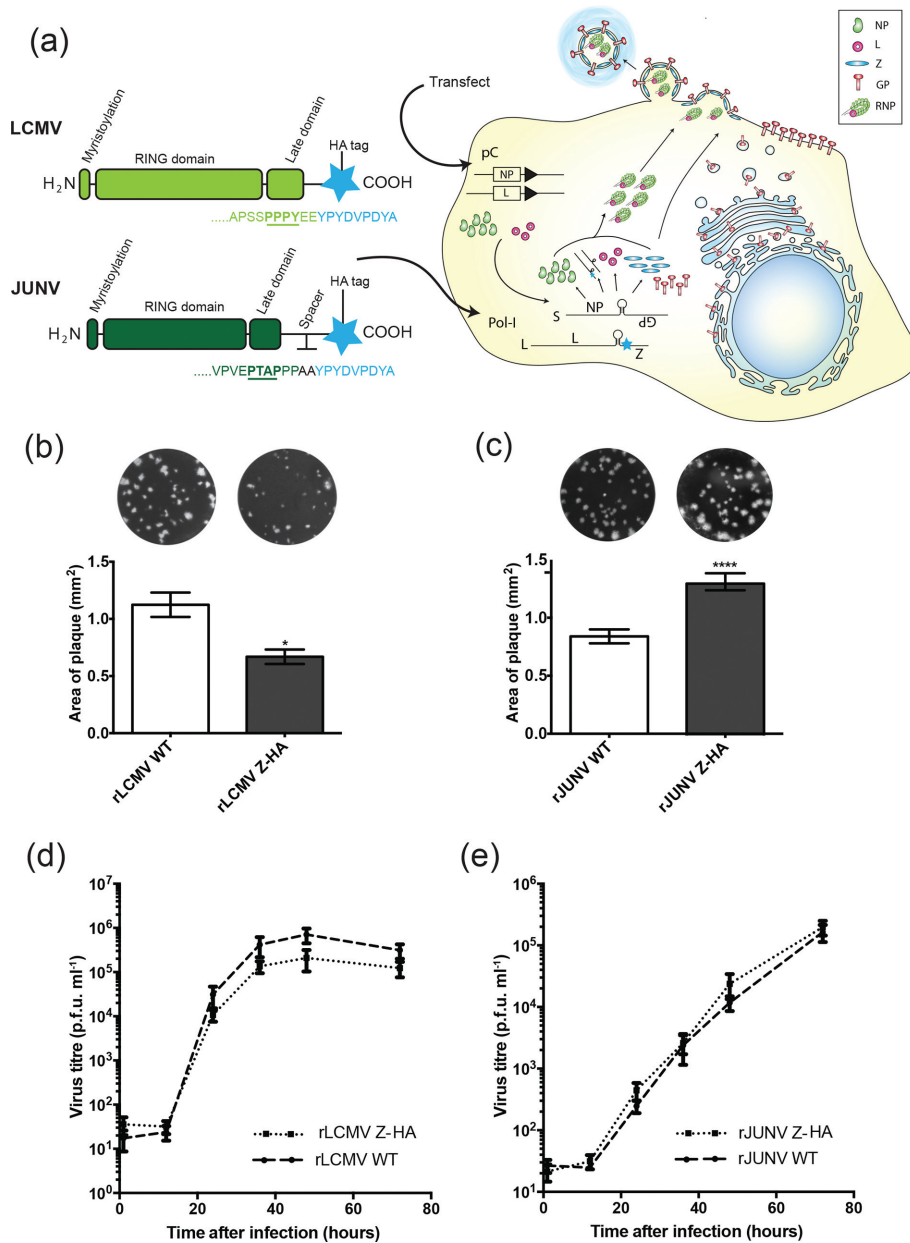 (a)
LCMV
Myristoylation
RING domain
Late domain
HA tag
H₂N
COOH
.....APSSPPPYEEYPYDVPDYA
JUNV
Myristoylation
RING domain
Late domain
Spacer
HA tag
H₂N
COOH
.....VPVEPTAPPPAAYPYDVPDYA
Transfect
pC
NP
L
Pol-I
S
NP
GP
L
L
Z
NP
L
Z
GP
RNP
(b)
1.5
1.0
0.5
0.0
Area of plaque (mm²)
*
rLCMV WT
rLCMV Z-HA
(c)
1.5
1.0
0.5
0.0
Area of plaque (mm²)
****
rJUNV WT
rJUNV Z-HA
(d)
10⁷
10⁶
10⁵
10⁴
10³
10²
10¹
10⁰
Virus titre (p.f.u. ml⁻¹)
rLCMV Z-HA
rLCMV WT
0 20 40 60 80
Time after infection (hours)
(e)
10⁶
10⁵
10⁴
10³
10²
10¹
Virus titre (p.f.u. ml⁻¹)
rJUNV Z-HA
rJUNV WT
0 20 40 60 80
Time after infection (hours)